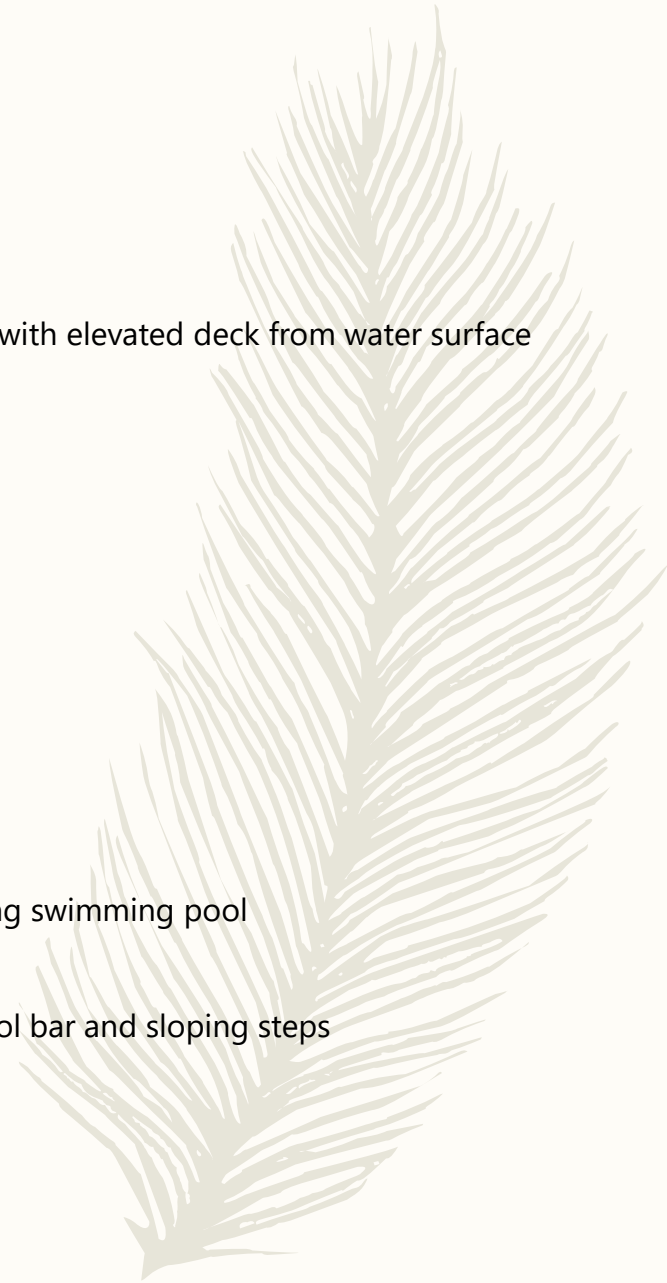 with elevated deck from water surface
g swimming pool
ol bar and sloping steps